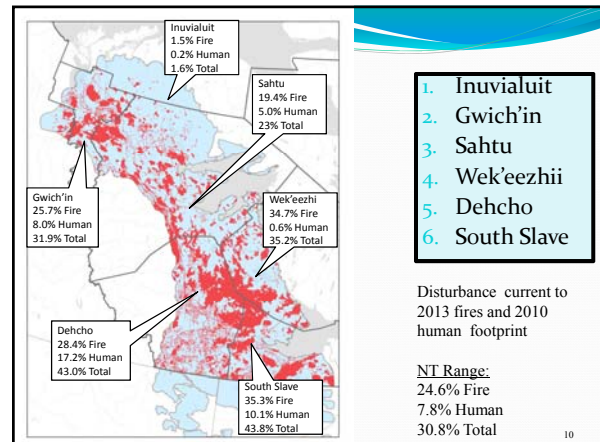 Inuvialuit
1.5% Fire
0.2% Human
1.6% Total
Sahtu
19.4% Fire
5.0% Human
23% Total
Gwich'in
25.7% Fire
8.0% Human
31.9% Total
Wek'eezhi
34.7% Fire
0.6% Human
35.2% Total
Dehcho
28.4% Fire
17.2% Human
43.0% Total
South Slave
35.3% Fire
10.1% Human
43.8% Total
1. Inuvialuit
2. Gwich'in
3. Sahtu
4. Wek'eezhii
5. Dehcho
6. South Slave
Disturbance current to
2013 fires and 2010
human footprint
NT Range:
24.6% Fire
7.8% Human
30.8% Total
10